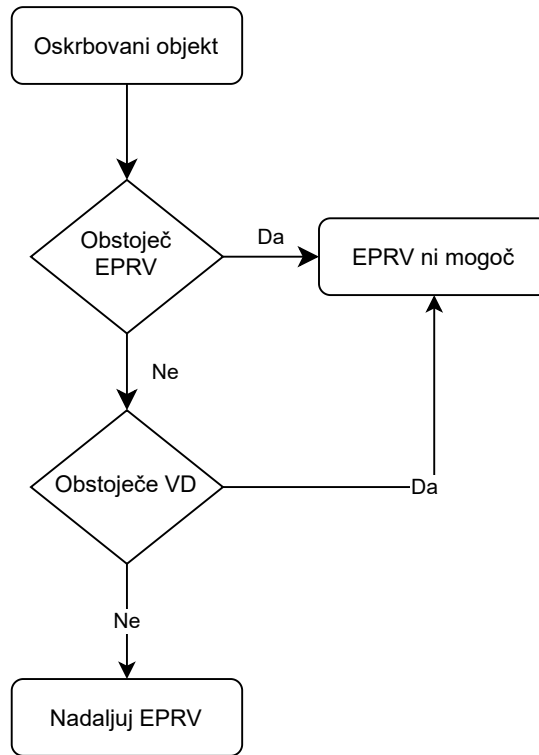 Oskrbovani objekt
Obstoječ
EPRV
Da
EPRV ni mogoč
Ne
Obstoječe VD
Da
Ne
Nadaljuj EPRV